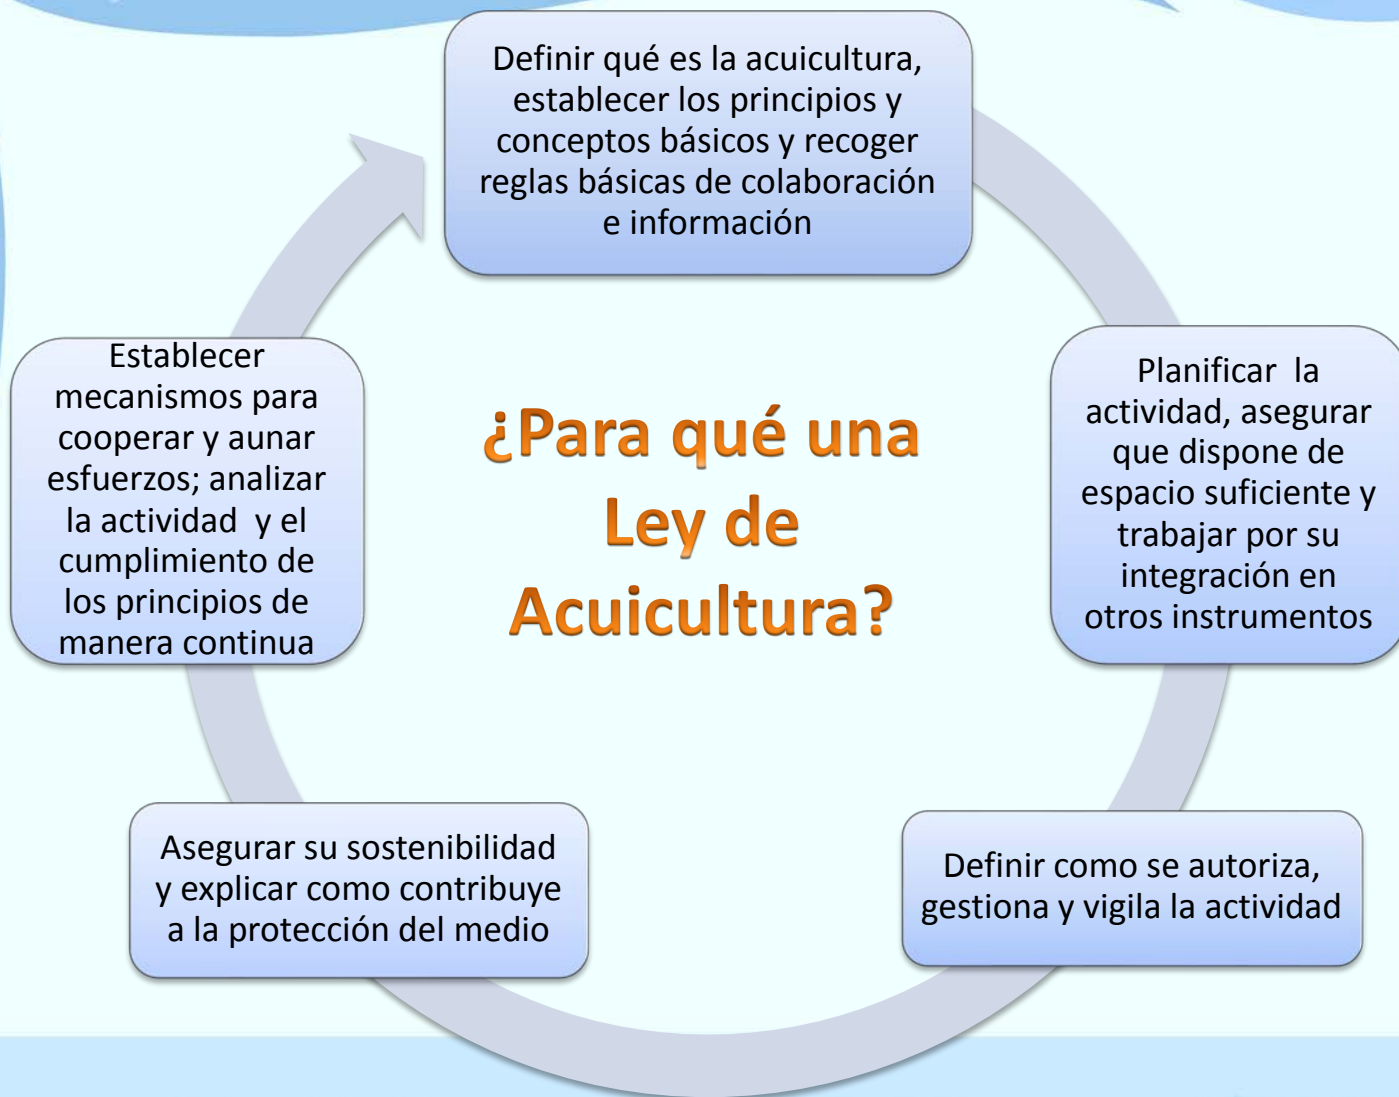 Definir qué es la acuicultura,
establecer los principios y
conceptos básicos y recoger
reglas básicas de colaboración
e información
Planificar la
actividad, asegurar
que dispone de
espacio suficiente y
trabajar por su
integración en
otros instrumentos
Definir como se autoriza,
gestiona y vigila la actividad
Asegurar su sostenibilidad
y explicar como contribuye
a la protección del medio
Establecer
mecanismos para
cooperar y aunar
esfuerzos; analizar
la actividad y el
cumplimiento de
los principios de
manera continua
¿Para qué una
Ley de
Acuicultura?